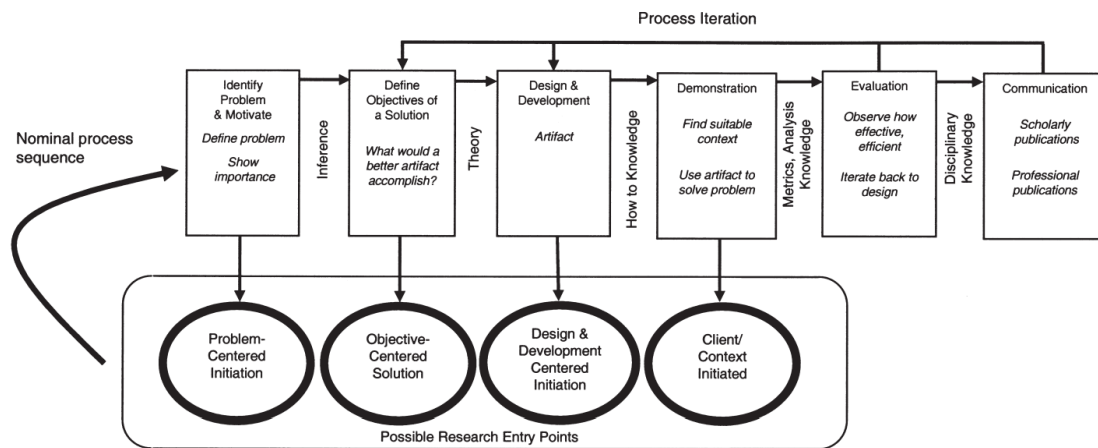 Process Iteration
Nominal process
sequence
Identify
Problem
& Motivate
Define problem
Show
importance
Inference
Define
Objectives of
a Solution
What would a
better artifact
accomplish?
Theory
Design &
Development
Artifact
How to Knowledge
Demonstration
Find suitable
context
Use artifact to
solve problem
Metrics, Analysis
Knowledge
Evaluation
Observe how
effective,
efficient
Iterate back to
design
Disciplinary
Knowledge
Communication
Scholarly
publications
Professional
publications
Problem-
Centered
Initiation
Objective-
Centered
Solution
Design &
Development
Centered
Initiation
Client/
Context
Initiated
Possible Research Entry Points